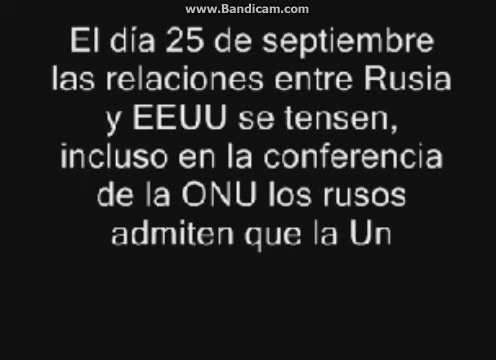 www.Bandicam.com
El día 25 de septiembre
las relaciones entre Rusia
y EEUU se tensen,
incluso en la conferencia
de la ONU los rusos
admiten que la Un